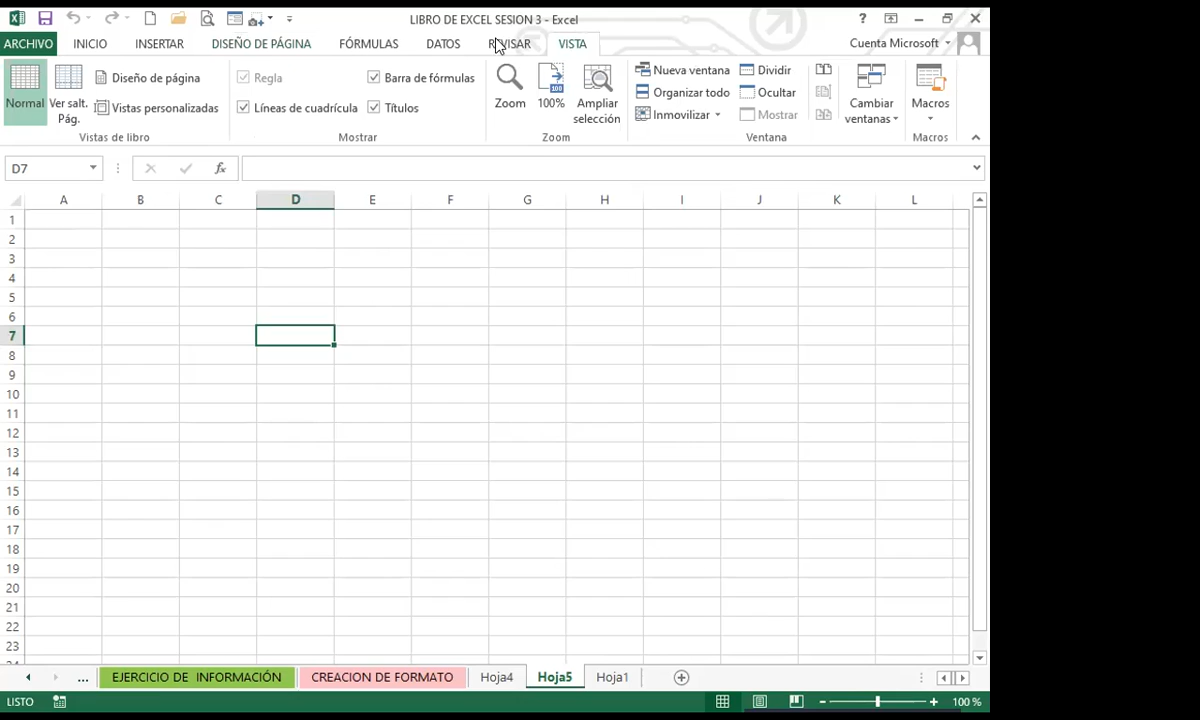 LIBRO DE EXCEL SESION 3 - Excel
?
ARCHIVO INICIO INSERTAR DISEÑO DE PÁGINA FÓRMULAS DATOS REVISAR VISTA Cuenta Microsoft
Normal
Ver salt. Pág.
Diseño de página
Vistas personalizadas
Vistas de libro
Regla
Barra de fórmulas
Líneas de cuadrícula
Títulos
Mostrar
Zoom
100%
100
Ampliar selección
Zoom
Nueva ventana
Organizar todo
Inmovilizar
Dividir
Ocultar
Mostrar
Cambiar ventanas
Ventana
Macros
Macros
D7
fx
A B C D E F G H I J K L
1
2
3
4
5
6
7
8
9
10
11
12
13
14
15
16
17
18
19
20
21
22
23
... EJERCICIO DE INFORMACIÓN CREACION DE FORMATO Hoja4 Hoja5 Hoja1
LISTO 100 %